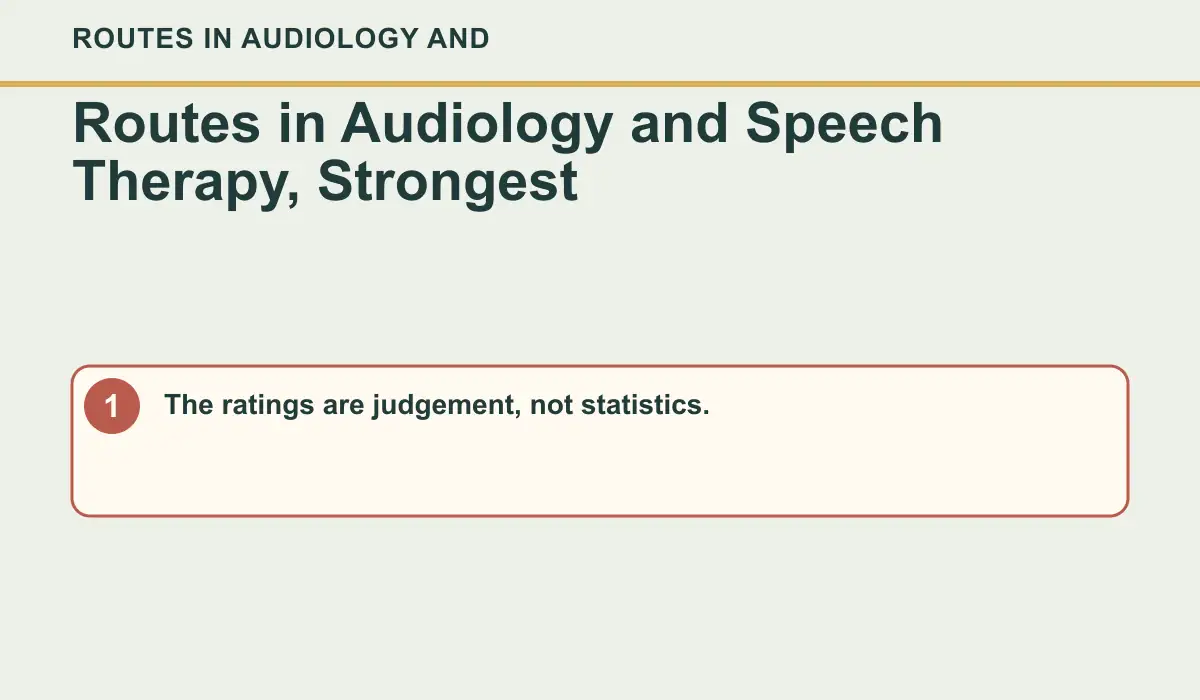 ROUTES IN AUDIOLOGY AND
Routes in Audiology and Speech
Therapy, Strongest
1 The ratings are judgement, not statistics.